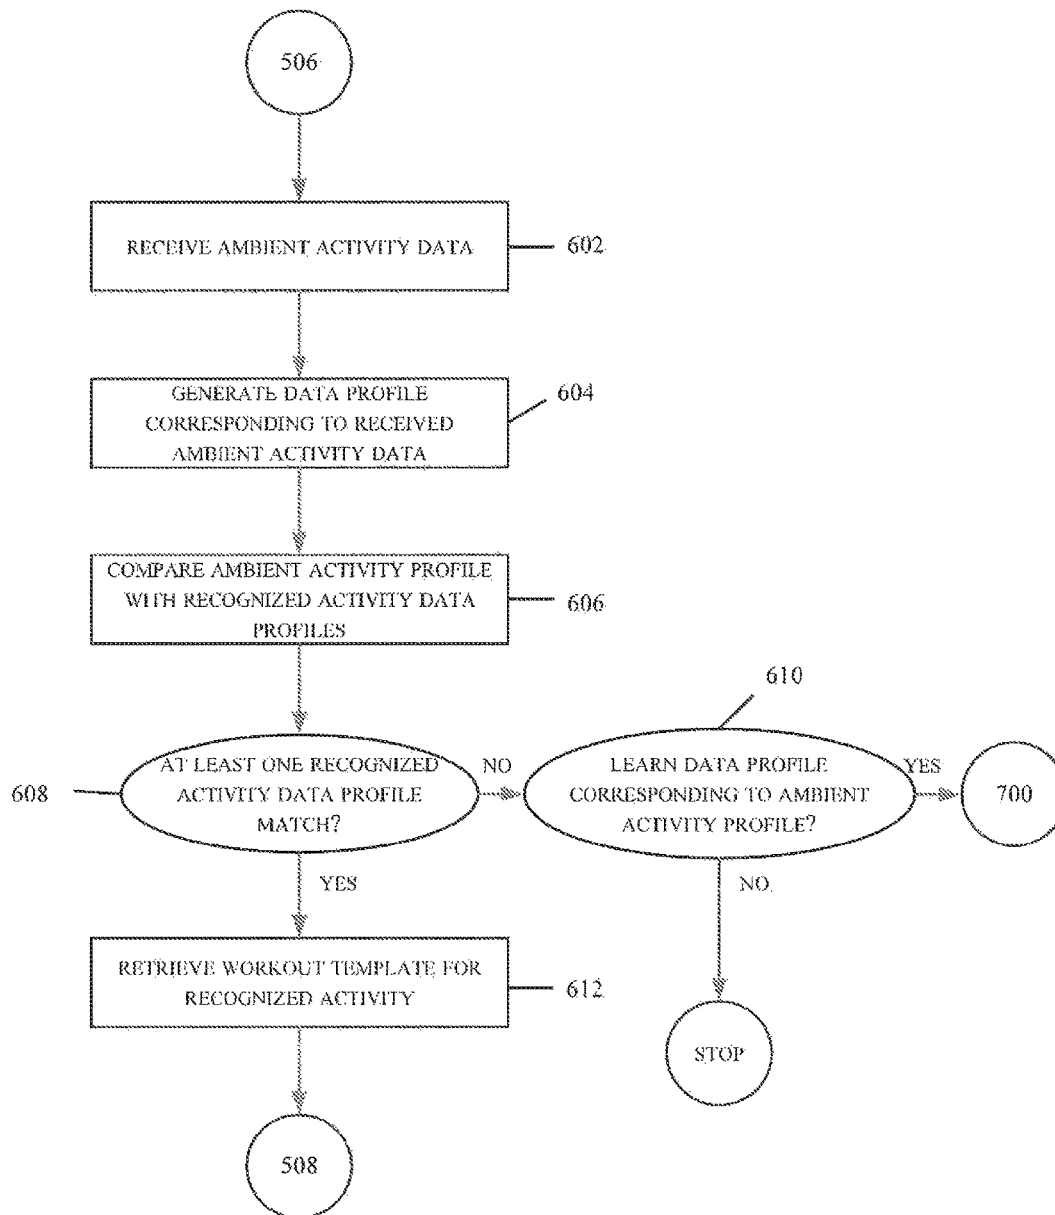 506
RECEIVE AMBIENT ACTIVITY DATA
602
GENERATE DATA PROFILE
CORRESPONDING TO RECEIVED
AMBIENT ACTIVITY DATA
604
COMPARE AMBIENT ACTIVITY PROFILE
WITH RECOGNIZED ACTIVITY DATA
PROFILES
606
608
AT LEAST ONE RECOGNIZED
ACTIVITY DATA PROFILE
MATCH?
NO
610
LEARN DATA PROFILE
CORRESPONDING TO AMBIENT
ACTIVITY PROFILE?
YES
700
YES
NO
RETRIEVE WORKOUT TEMPLATE FOR
RECOGNIZED ACTIVITY
612
STOP
508